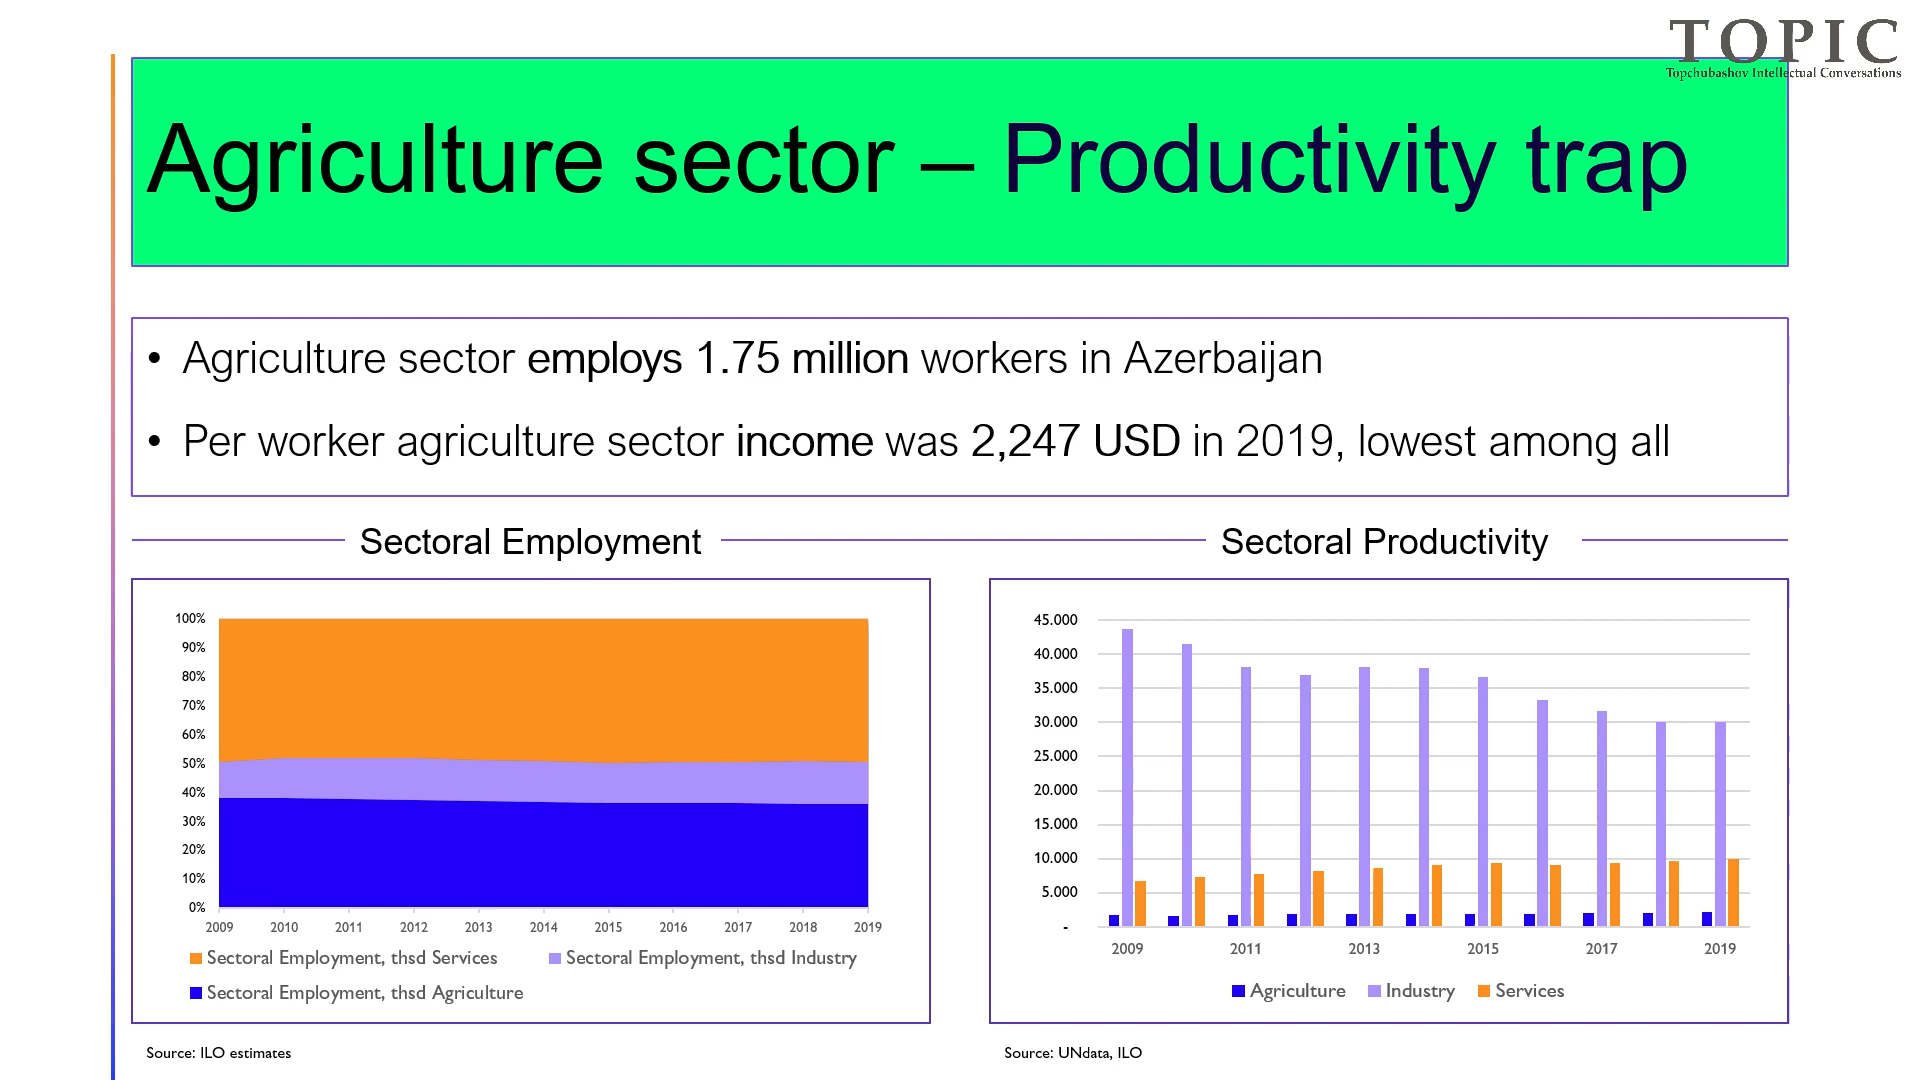 TOPIC
Topchubashov Intellectual Conversations
Agriculture sector – Productivity trap
• Agriculture sector employs 1.75 million workers in Azerbaijan
• Per worker agriculture sector income was 2,247 USD in 2019, lowest among all
Sectoral Employment
100%
90%
80%
70%
60%
50%
40%
30%
20%
10%
0%
2009 2010 2011 2012 2013 2014 2015 2016 2017 2018 2019
Sectoral Employment, thsd Services Sectoral Employment, thsd Industry
Sectoral Employment, thsd Agriculture
Source: ILO estimates
Sectoral Productivity
45.000
40.000
35.000
30.000
25.000
20.000
15.000
10.000
5.000
-
2009 2011 2013 2015 2017 2019
Agriculture Industry Services
Source: UNdata, ILO